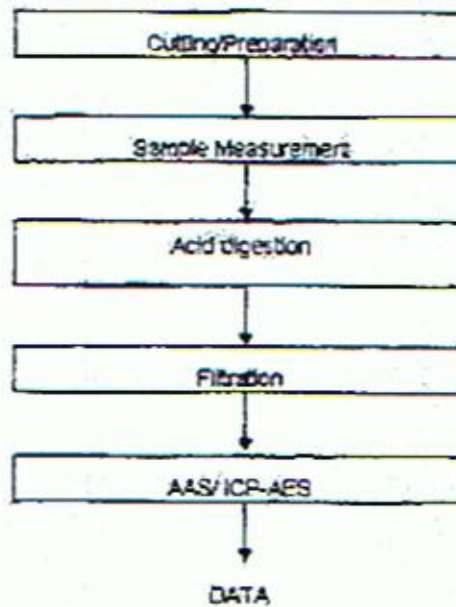 Cutting/Preparation
Sample Measurement
Acid digestion
Filtration
AAS/ ICP-AES
DATA